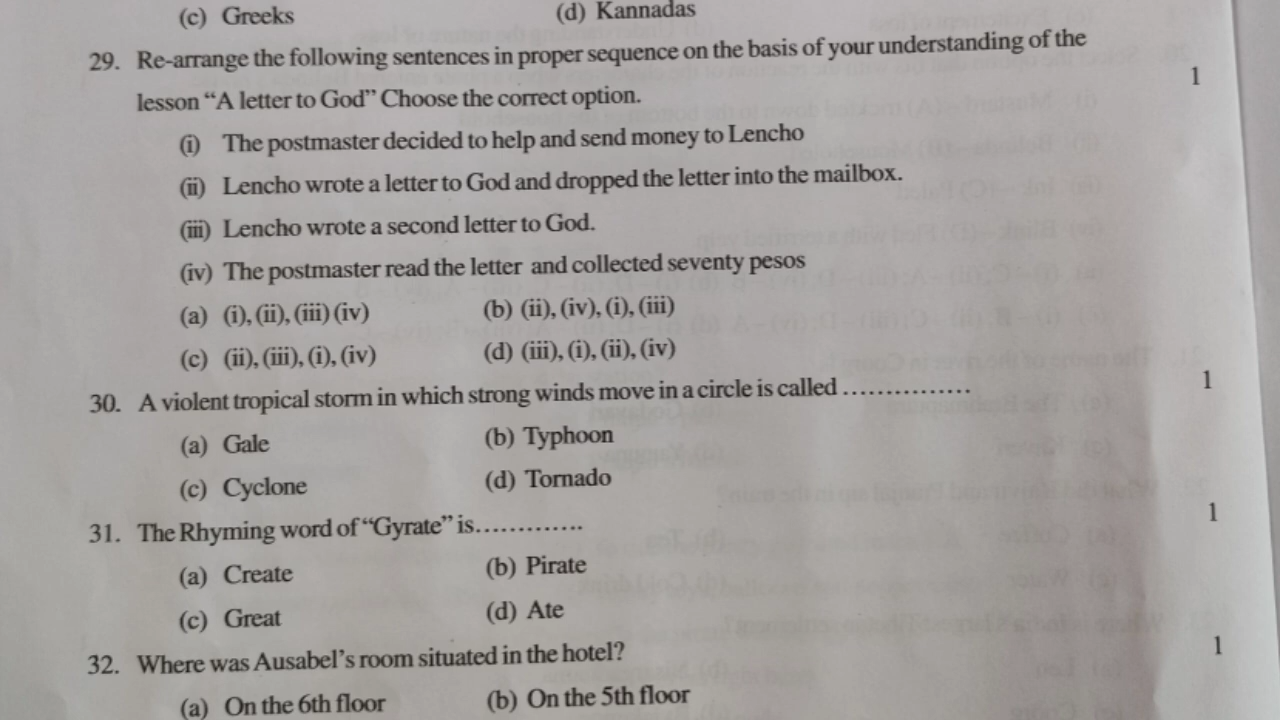 (c) Greeks (d) Kannadas
29. Re-arrange the following sentences in proper sequence on the basis of your understanding of the
lesson “A letter to God” Choose the correct option. 1
(i) The postmaster decided to help and send money to Lencho
(ii) Lencho wrote a letter to God and dropped the letter into the mailbox.
(iii) Lencho wrote a second letter to God.
(iv) The postmaster read the letter and collected seventy pesos
(a) (i), (ii), (iii) (iv) (b) (ii), (iv), (i), (iii)
(c) (ii), (iii), (i), (iv) (d) (iii), (i), (ii), (iv)
30. A violent tropical storm in which strong winds move in a circle is called ............... 1
(a) Gale (b) Typhoon
(c) Cyclone (d) Tornado
31. The Rhyming word of “Gyrate” is............. 1
(a) Create (b) Pirate
(c) Great (d) Ate
32. Where was Ausabel’s room situated in the hotel? 1
(a) On the 6th floor (b) On the 5th floor